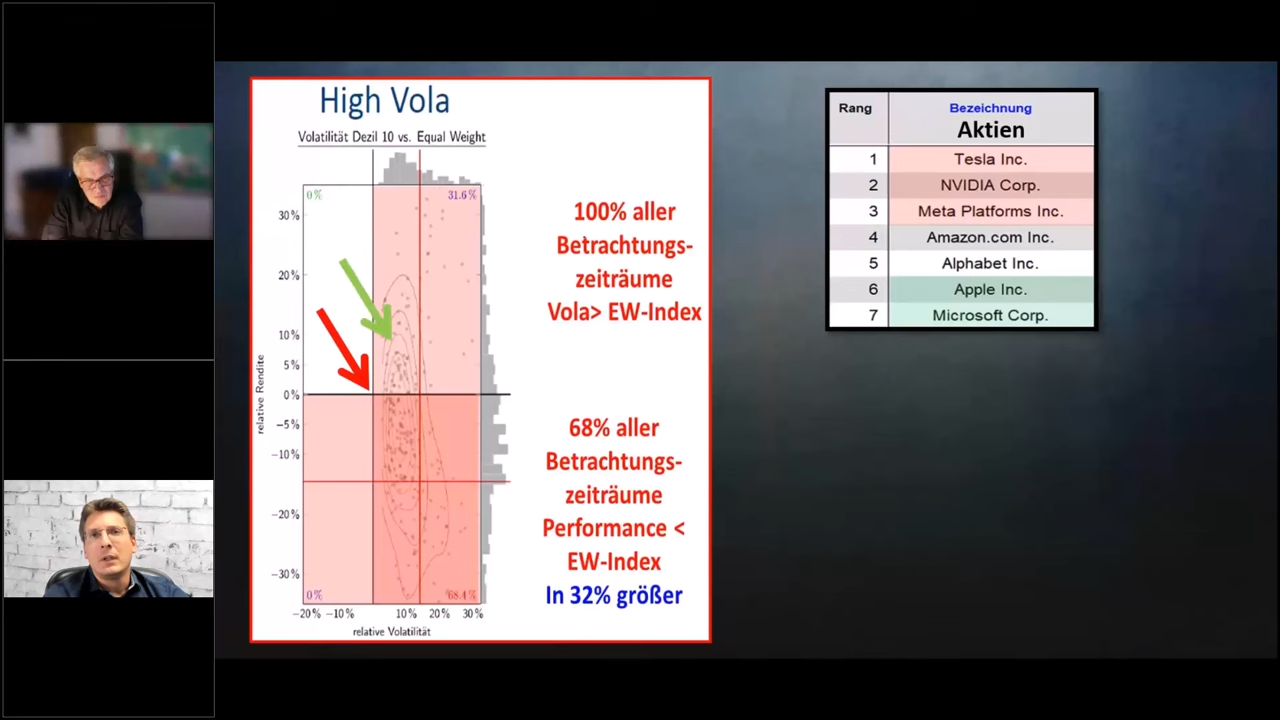 High Vola
Volatilität Dezil 10 vs. Equal Weight
0%
31.6%
30%
20%
10%
5%
0%
−5%
−10%
−20%
−30%
relative Rendite
0%
68.4%
−20%
−10%
10%
20%
30%
relative Volatilität
100% aller
Betrachtungs-
zeiträume
Vola> EW-Index
68% aller
Betrachtungs-
zeiträume
Performance <
EW-Index
In 32% größer
Rang
Bezeichnung
Aktien
1 Tesla Inc.
2 NVIDIA Corp.
3 Meta Platforms Inc.
4 Amazon.com Inc.
5 Alphabet Inc.
6 Apple Inc.
7 Microsoft Corp.